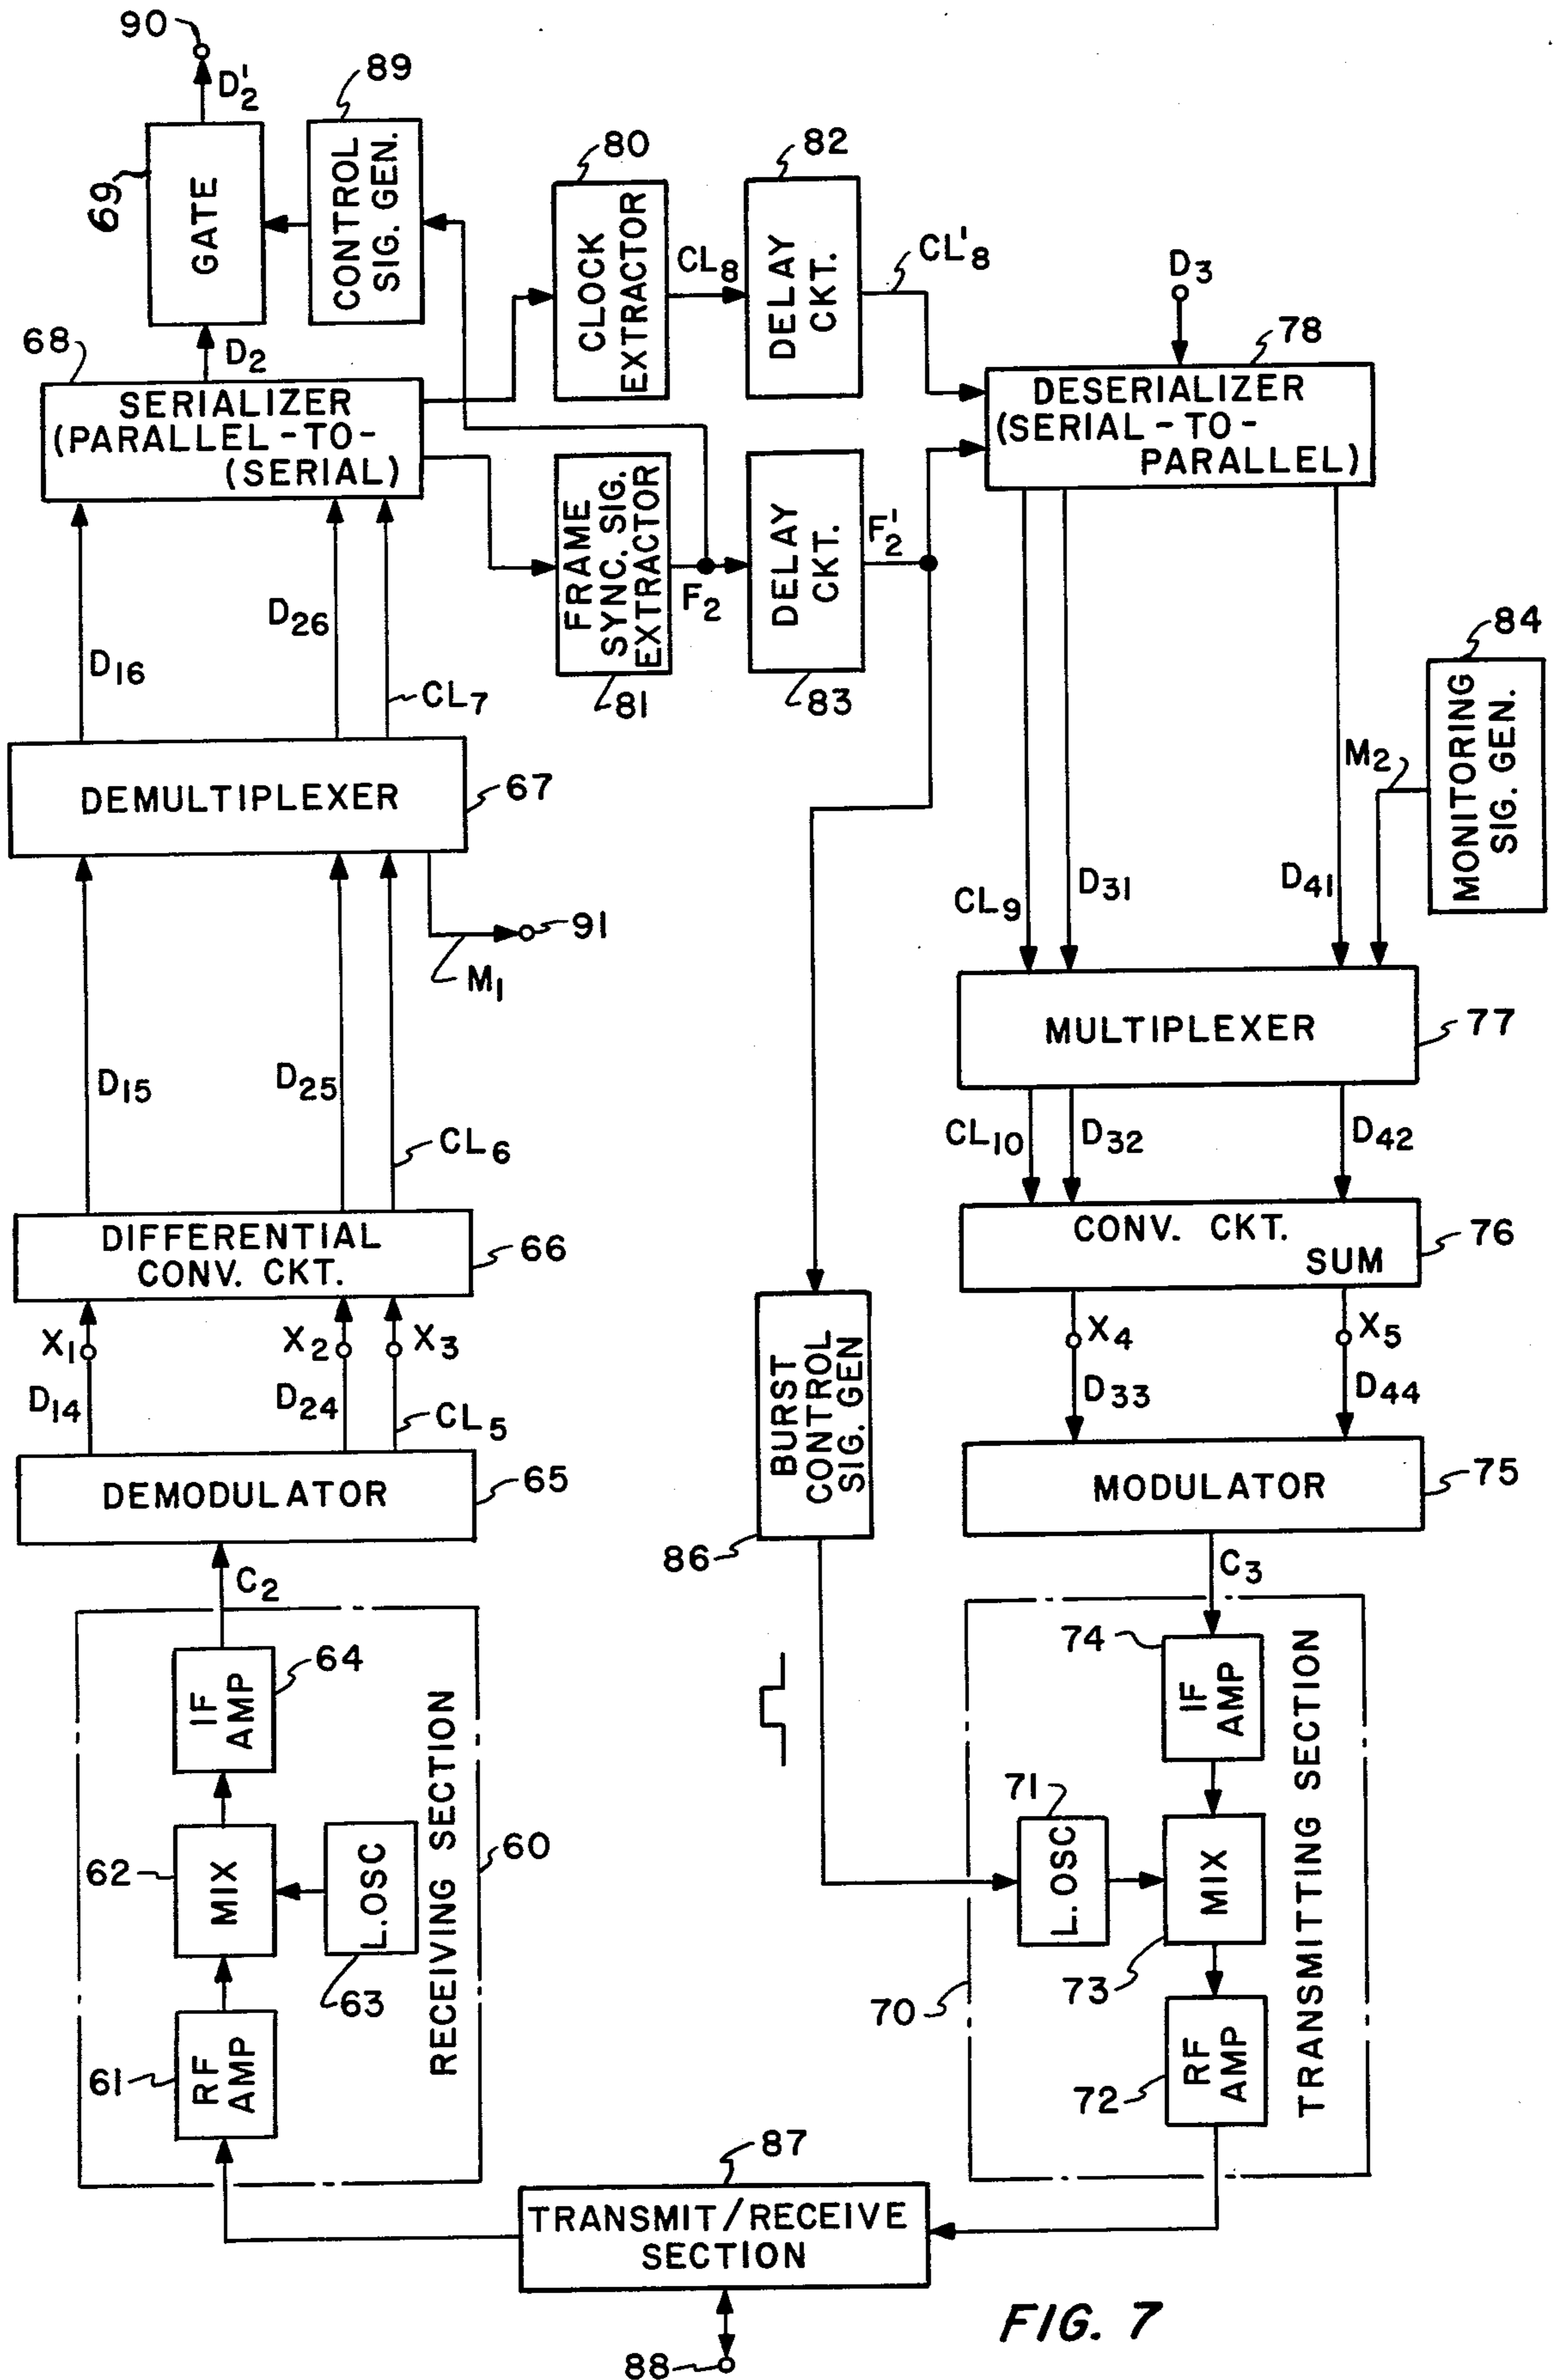 90
D'2
89
69
GATE
CONTROL
SIG. GEN.
80
82
CLOCK
EXTRACTOR
CL8
DELAY
CKT.
CL'8
D3
68
D2
78
SERIALIZER
(PARALLEL-TO-
(SERIAL)
DESERIALIZER
(SERIAL-TO-
PARALLEL)
FRAME
SYNC. SIG.
EXTRACTOR
F2
DELAY
CKT.
F'2
81
83
84
D16
D26
CL7
MONITORING
SIG. GEN.
M2
DEMULTIPLEXER
67
CL9
D31
D41
91
M1
MULTIPLEXER
77
D15
D25
CL6
CL10
D32
D42
DIFFERENTIAL
CONV. CKT.
66
CONV. CKT.
SUM
76
X1
X2
X3
X4
X5
D14
D24
CL5
D33
D44
BURST
CONTROL
SIG. GEN
DEMODULATOR
65
MODULATOR
75
86
C2
C3
IF
AMP
64
74
IF
AMP
62
MIX
L.OSC
63
RECEIVING SECTION
60
71
L.OSC
MIX
73
TRANSMITTING SECTION
70
61
RF
AMP
72
RF
AMP
87
TRANSMIT/RECEIVE
SECTION
88
FIG. 7